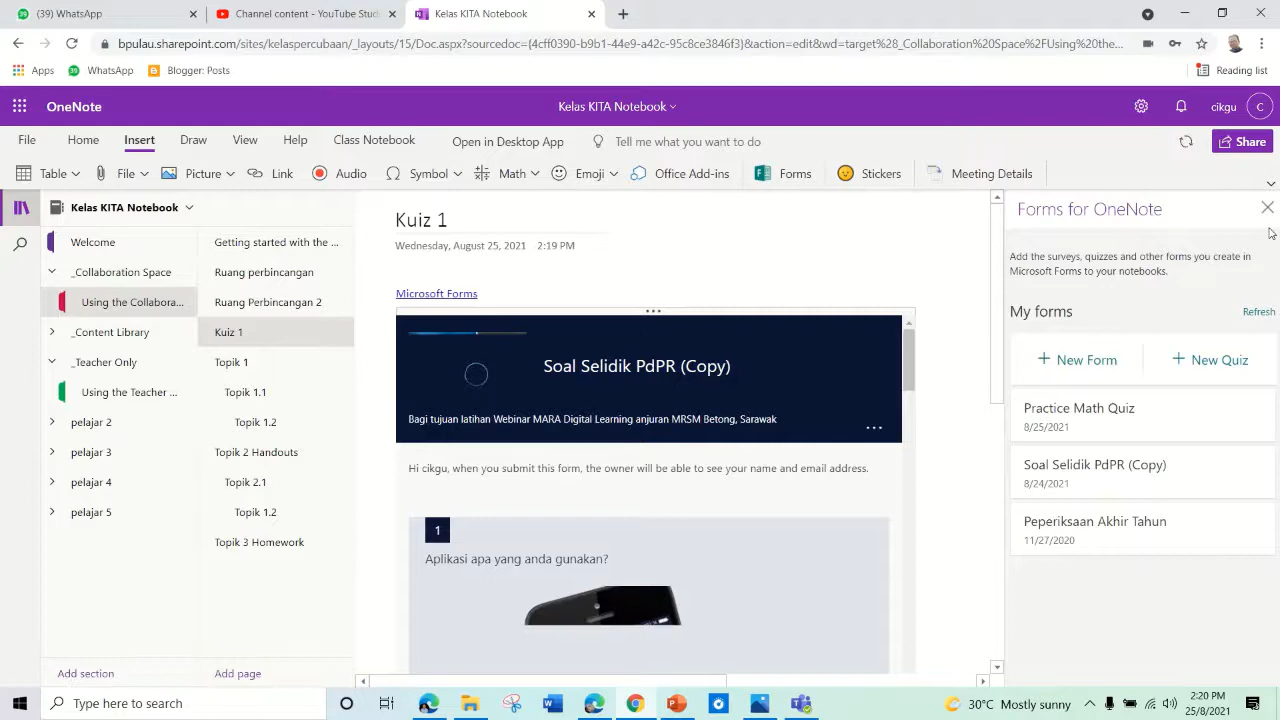 (39) WhatsApp
Channel content - YouTube Studio
Kelas KITA Notebook
bpulau.sharepoint.com/sites/kelaspercubaan/_layouts/15/Doc.aspx?sourcedoc={4cff0390-b9b1-44e9-a42c-95c8ce3846f3}&action=edit&wd=target%28_Collaboration%20Space%2FUsing%20the...
Apps
WhatsApp
Blogger: Posts
Reading list
OneNote
Kelas KITA Notebook
cikgu
C
File
Home
Insert
Draw
View
Help
Class Notebook
Open in Desktop App
Tell me what you want to do
Share
Table
File
Picture
Link
Audio
Symbol
Math
Emoji
Office Add-ins
Forms
Stickers
Meeting Details
Kelas KITA Notebook
Welcome
_Collaboration Space
Using the Collabora...
_Content Library
_Teacher Only
Using the Teacher ...
pelajar 2
pelajar 3
pelajar 4
pelajar 5
Add section
Getting started with the ...
Ruang perbincangan
Ruang Perbincangan 2
Kuiz 1
Topik 1
Topik 1.1
Topik 1.2
Topik 2 Handouts
Topik 2.1
Topik 1.2
Topik 3 Homework
Add page
Kuiz 1
Wednesday, August 25, 2021 2:19 PM
Microsoft Forms
Soal Selidik PdPR (Copy)
Bagi tujuan latihan Webinar MARA Digital Learning anjuran MRSM Betong, Sarawak
Hi cikgu, when you submit this form, the owner will be able to see your name and email address.
1
Aplikasi apa yang anda gunakan?
Forms for OneNote
Add the surveys, quizzes and other forms you create in
Microsoft Forms to your notebooks.
My forms
Refresh
New Form
New Quiz
Practice Math Quiz
8/25/2021
Soal Selidik PdPR (Copy)
8/24/2021
Peperiksaan Akhir Tahun
11/27/2020
Type here to search
30°C Mostly sunny
2:20 PM
25/8/2021